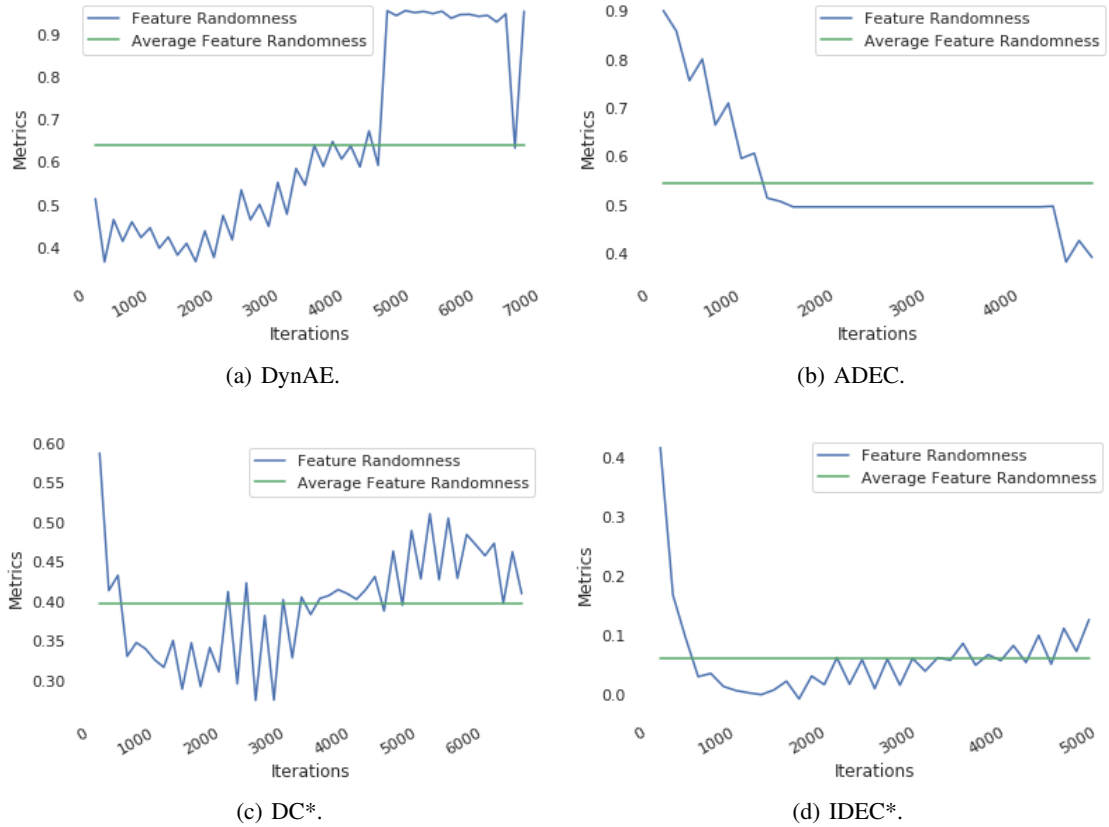 Feature Randomness
Average Feature Randomness
0.9
0.8
0.7
0.6
0.5
0.4
Metrics
0
1000
2000
3000
4000
5000
6000
7000
Iterations
(a) DynAE.
Feature Randomness
Average Feature Randomness
0.9
0.8
0.7
0.6
0.5
0.4
Metrics
0
1000
2000
3000
4000
Iterations
(b) ADEC.
Feature Randomness
Average Feature Randomness
0.60
0.55
0.50
0.45
0.40
0.35
0.30
Metrics
0
1000
2000
3000
4000
5000
6000
Iterations
(c) DC*.
Feature Randomness
Average Feature Randomness
0.4
0.3
0.2
0.1
0.0
Metrics
0
1000
2000
3000
4000
5000
Iterations
(d) IDEC*.